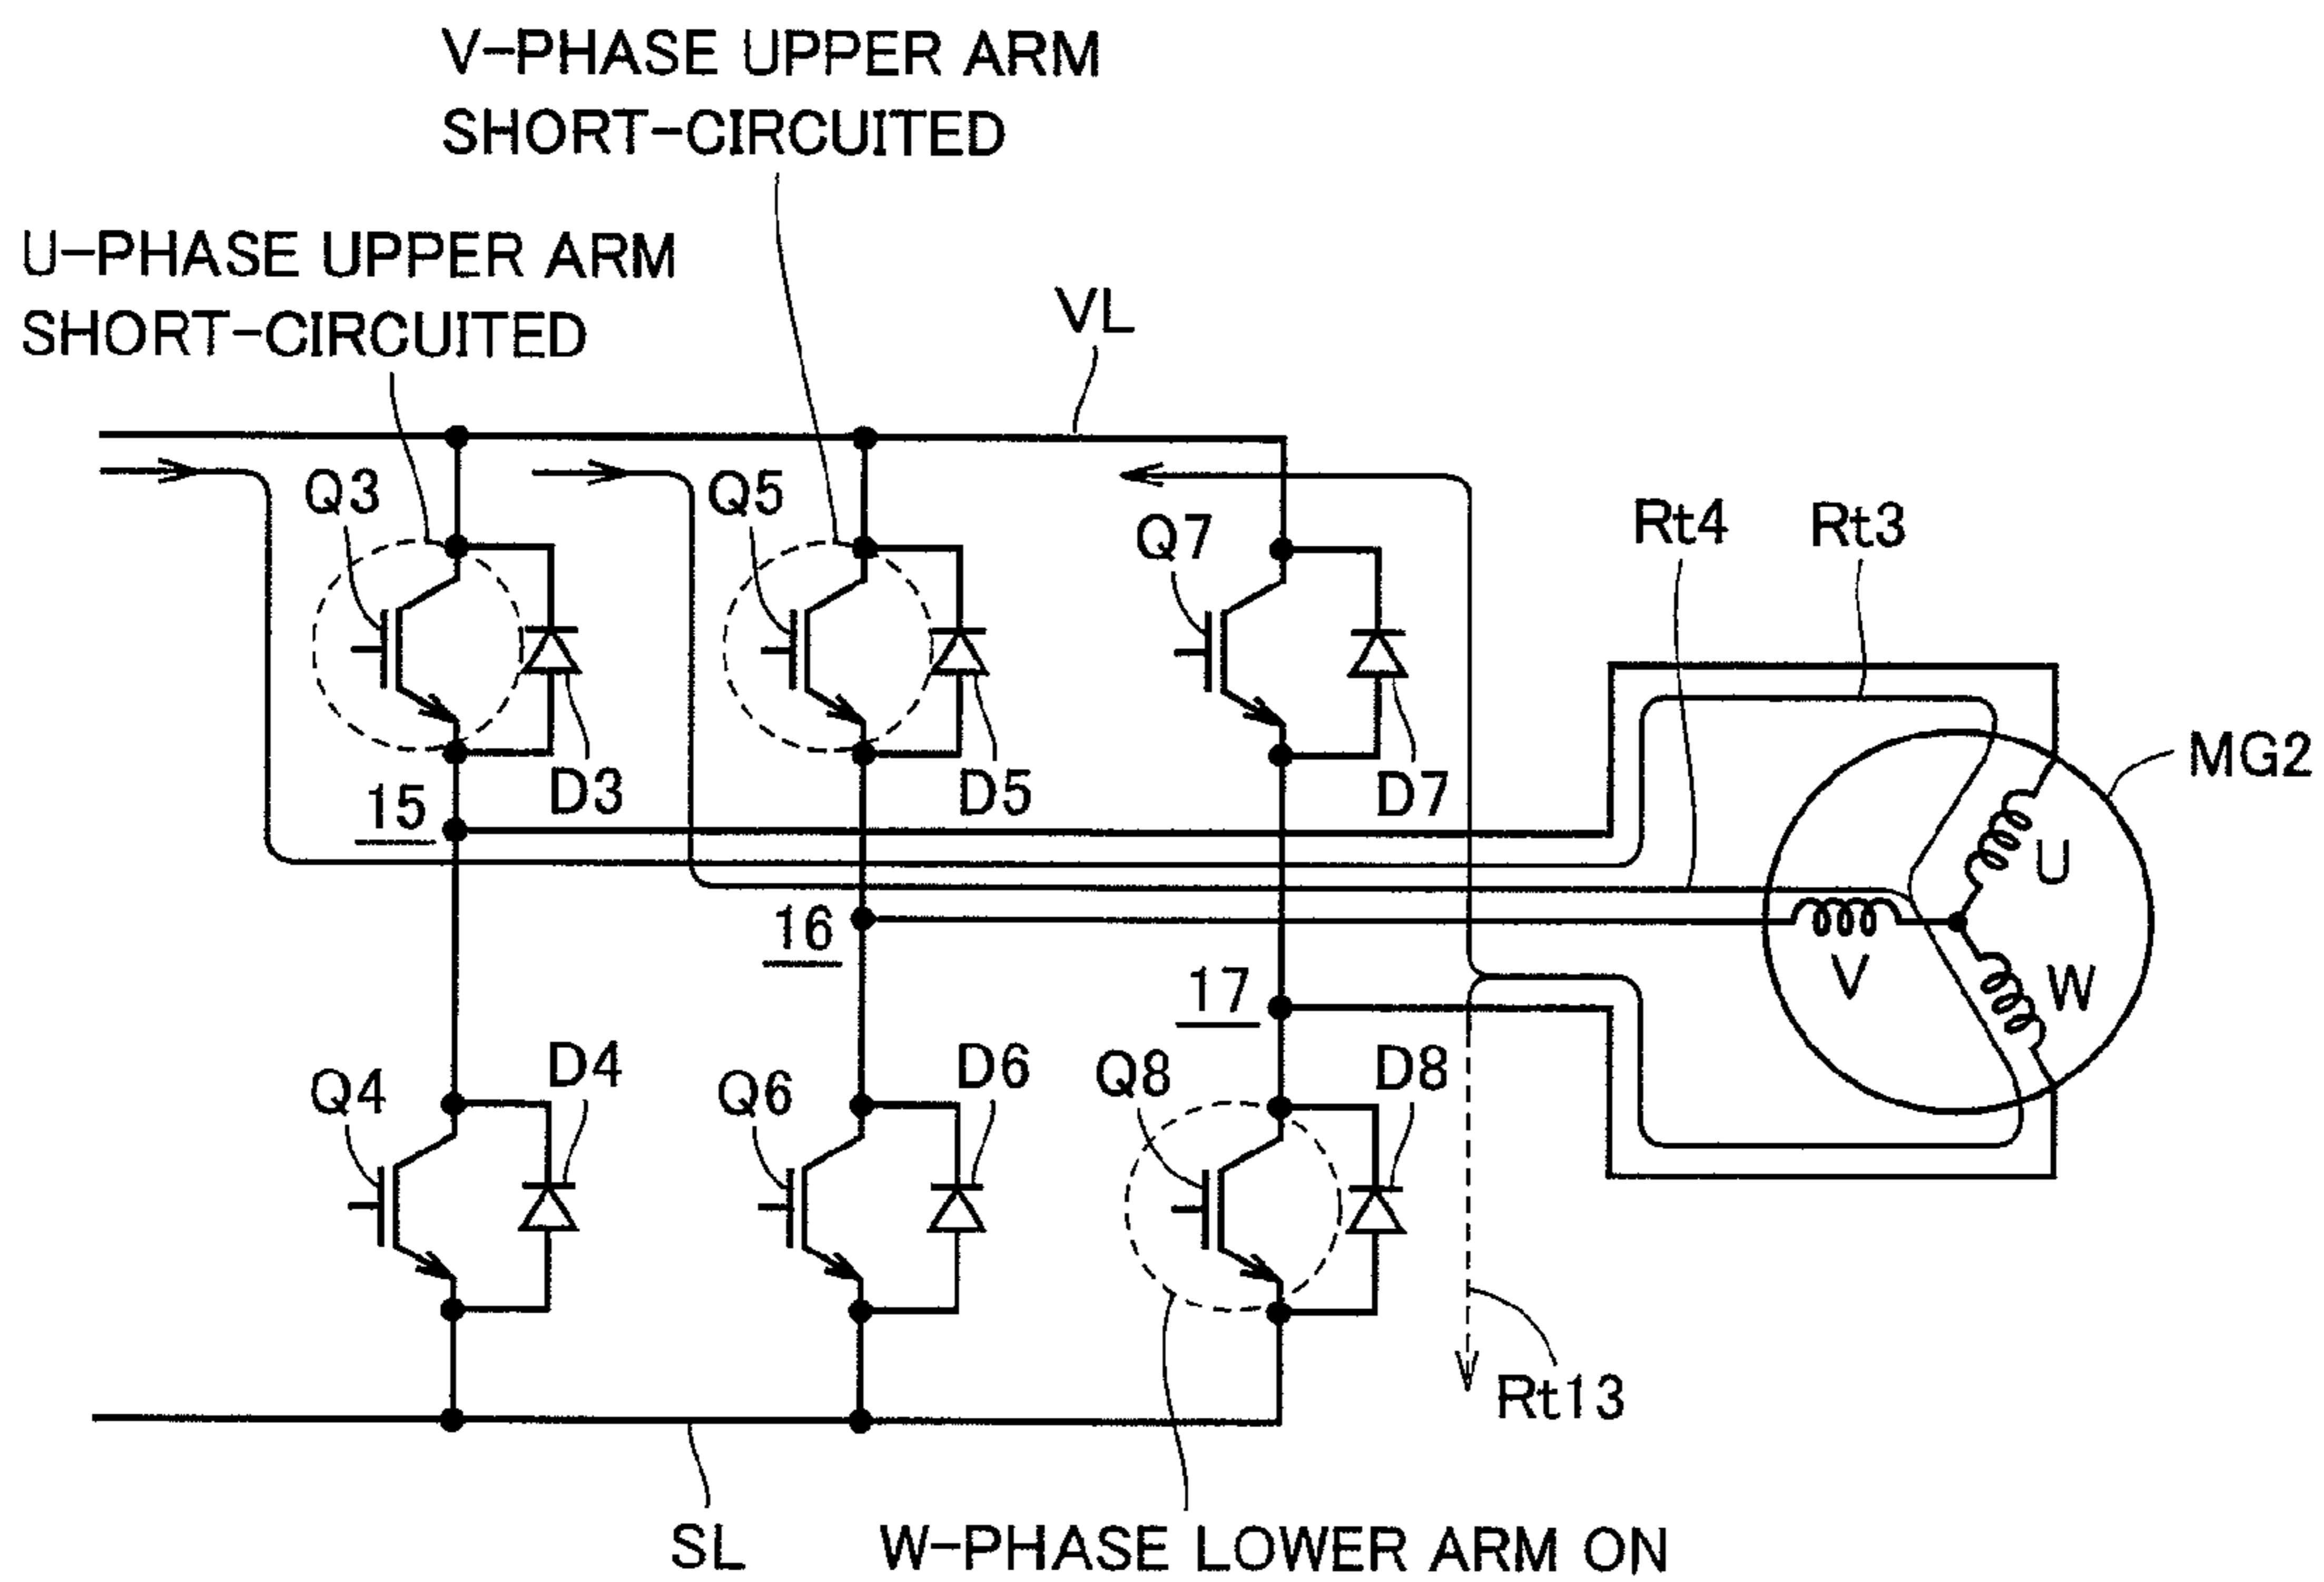 V-PHASE UPPER ARM
SHORT-CIRCUITED
U-PHASE UPPER ARM
SHORT-CIRCUITED
VL
Q3
Q5
Q7
Rt4
Rt3
MG2
D3
D5
D7
15
U
16
V
W
17
Q4
D4
Q6
D6
Q8
D8
Rt13
SL
W-PHASE LOWER ARM ON